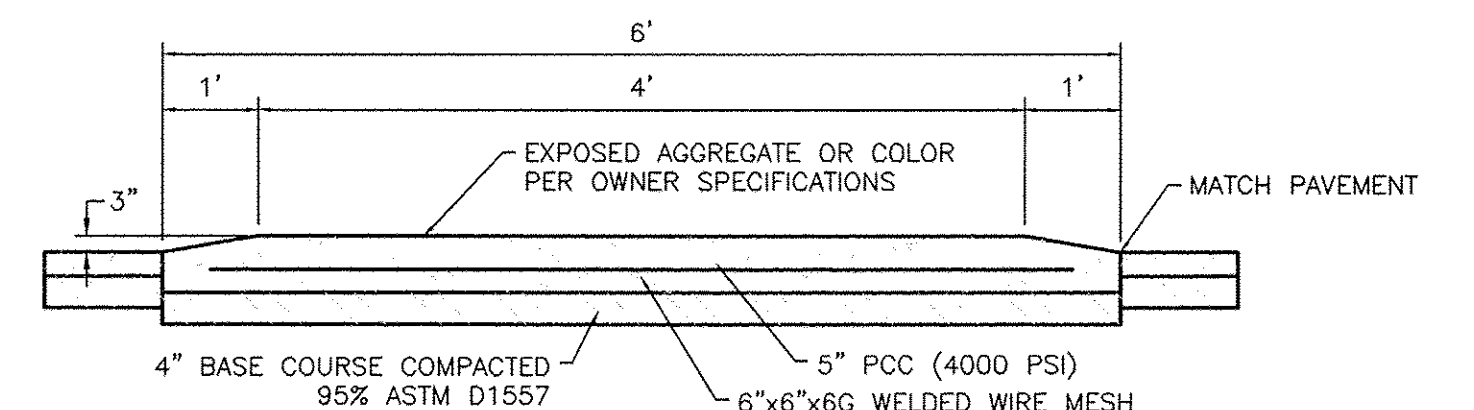 6'
1'
4'
1'
EXPOSED AGGREGATE OR COLOR
PER OWNER SPECIFICATIONS
MATCH PAVEMENT
3"
4" BASE COURSE COMPACTED
95% ASTM D1557
5" PCC (4000 PSI)
6"x6"x6G WELDED WIRE MESH